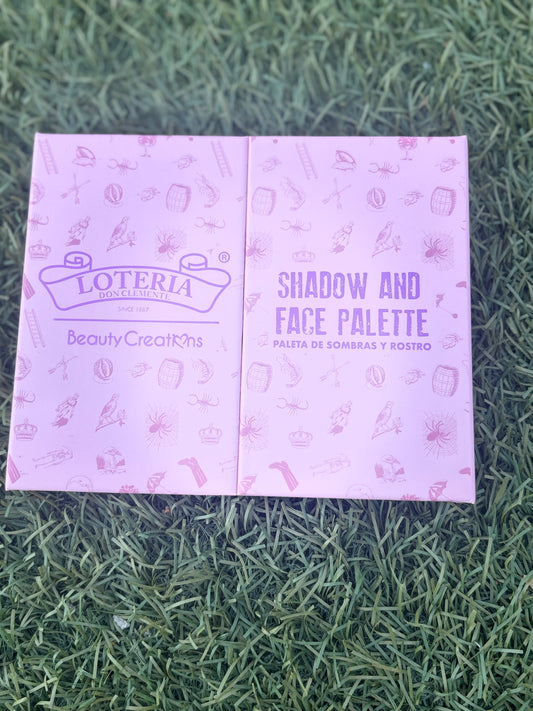 LOTERIA
®
DON CLEMENTE
SINCE 1887
Beauty Creations
SHADOW AND
FACE PALETTE
PALETA DE SOMBRAS Y ROSTRO